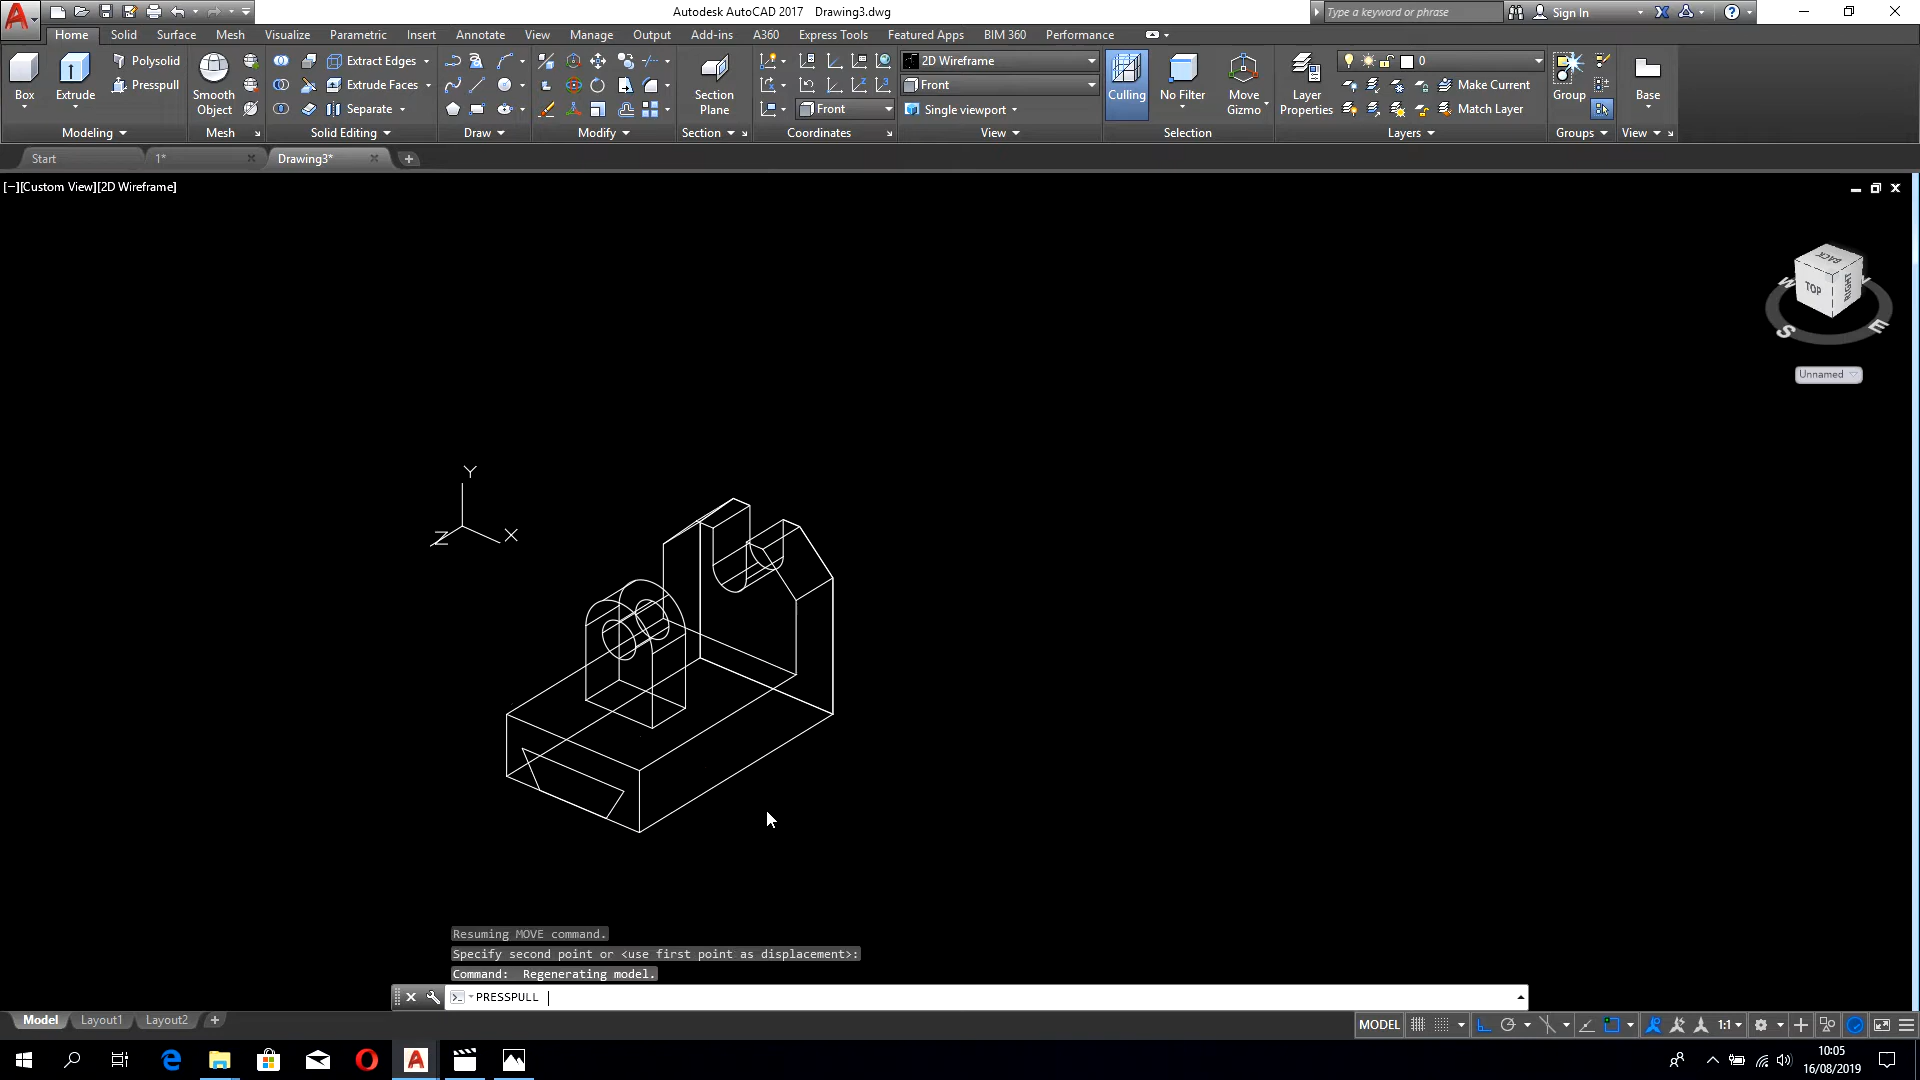 Autodesk AutoCAD 2017 Drawing3.dwg
Type a keyword or phrase
Sign In
Home Solid Surface Mesh Visualize Parametric Insert Annotate View Manage Output Add-ins A360 Express Tools Featured Apps BIM 360 Performance
Polysolid
Presspull
Box
Extrude
Smooth
Object
Extract Edges
Extrude Faces
Separate
Section
Plane
Front
2D Wireframe
Front
Single viewport
Culling
No Filter
Move
Gizmo
Layer
Properties
0
Make Current
Match Layer
Group
Base
Modeling Mesh Solid Editing Draw Modify Section Coordinates View Selection Layers Groups View
Start 1* Drawing3*
[−][Custom View][2D Wireframe]
BACK
TOP
RIGHT
W
S
E
Unnamed
Y
Z
X
Resuming MOVE command.
Specify second point or <use first point as displacement>:
Command: Regenerating model.
PRESSPULL
Model Layout1 Layout2
MODEL
1:1
10:05
16/08/2019